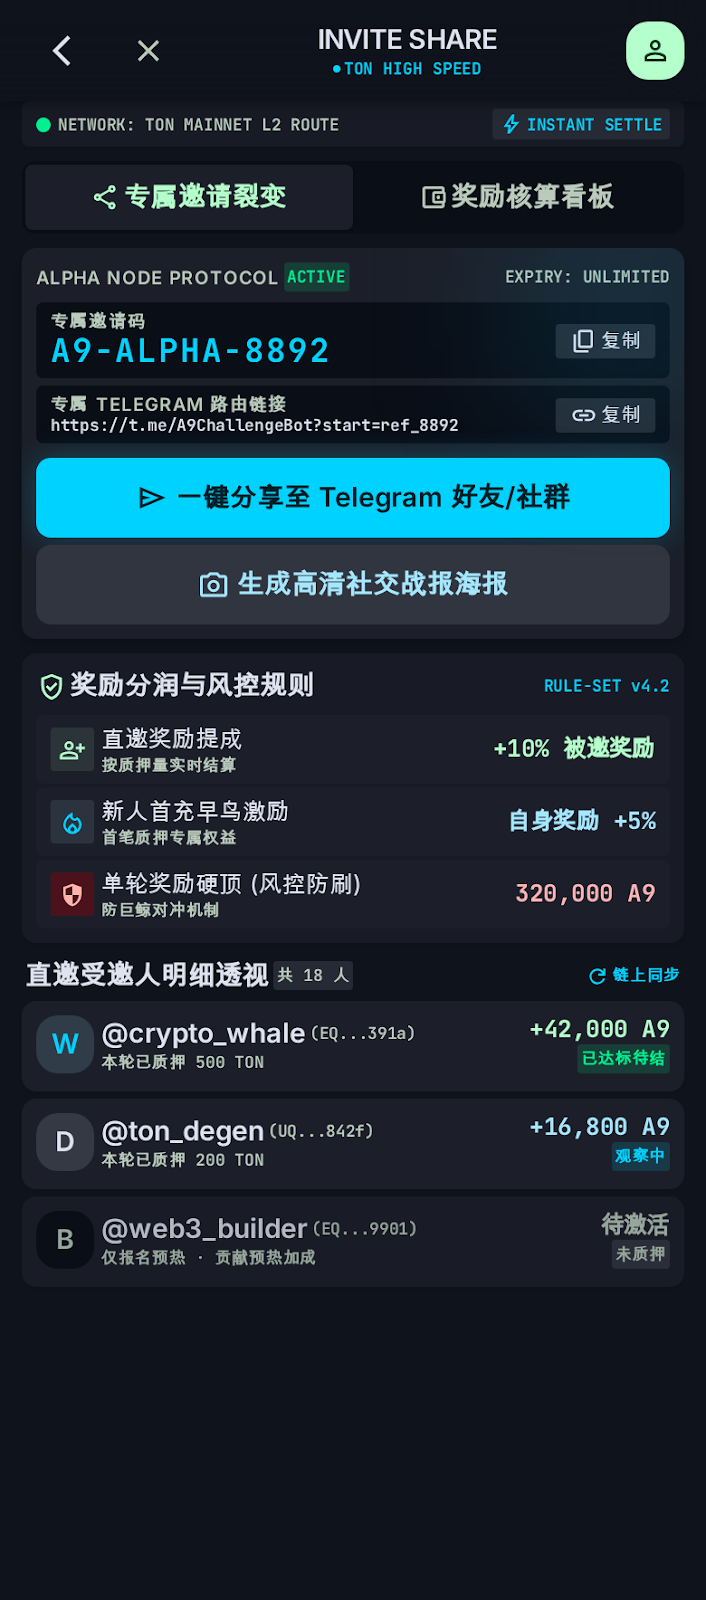 INVITE SHARE
TON HIGH SPEED
NETWORK: TON MAINNET L2 ROUTE
INSTANT SETTLE
专属邀请裂变
奖励核算看板
ALPHA NODE PROTOCOL ACTIVE
EXPIRY: UNLIMITED
专属邀请码
A9-ALPHA-8892
复制
专属 TELEGRAM 路由链接
https://t.me/A9ChallengeBot?start=ref_8892
复制
一键分享至 Telegram 好友/社群
生成高清社交战报海报
奖励分润与风控规则
RULE-SET v4.2
直邀奖励提成
按质押量实时结算
+10% 被邀奖励
新人首充早鸟激励
首笔质押专属权益
自身奖励 +5%
单轮奖励硬顶 (风控防刷)
防巨鲸对冲机制
320,000 A9
直邀受邀人明细透视 共 18 人
链上同步
W
@crypto_whale (EQ...391a)
本轮已质押 500 TON
+42,000 A9
已达标待结
D
@ton_degen (UQ...842f)
本轮已质押 200 TON
+16,800 A9
观察中
B
@web3_builder (EQ...9901)
仅报名预热 · 贡献预热加成
待激活
未质押